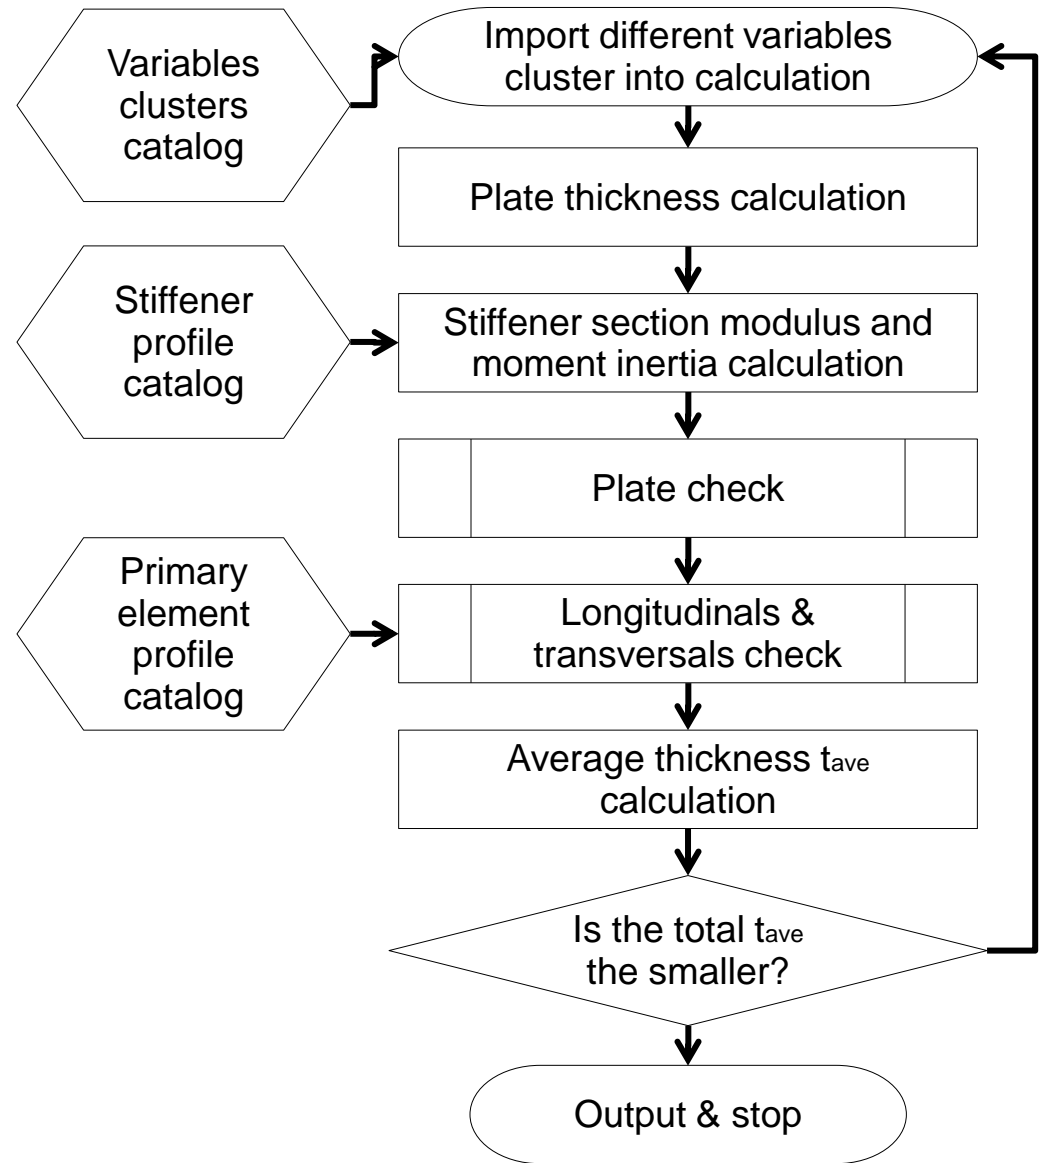 Variables
clusters
catalog
Import different variables
cluster into calculation
Plate thickness calculation
Stiffener
profile
catalog
Stiffener section modulus and
moment inertia calculation
Plate check
Primary
element
profile
catalog
Longitudinals &
transversals check
Average thickness tave
calculation
Is the total tave
the smaller?
Output & stop